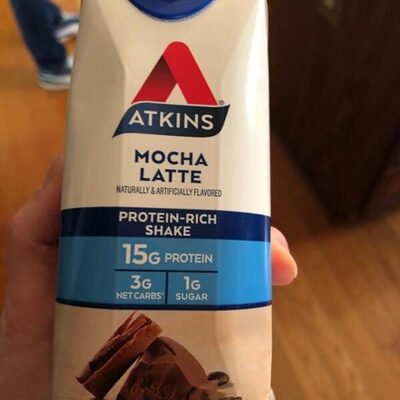 ATKINS®
MOCHA
LATTE
NATURALLY & ARTIFICIALLY FLAVORED
PROTEIN-RICH
SHAKE
15G PROTEIN
3G NET CARBS*
1G SUGAR